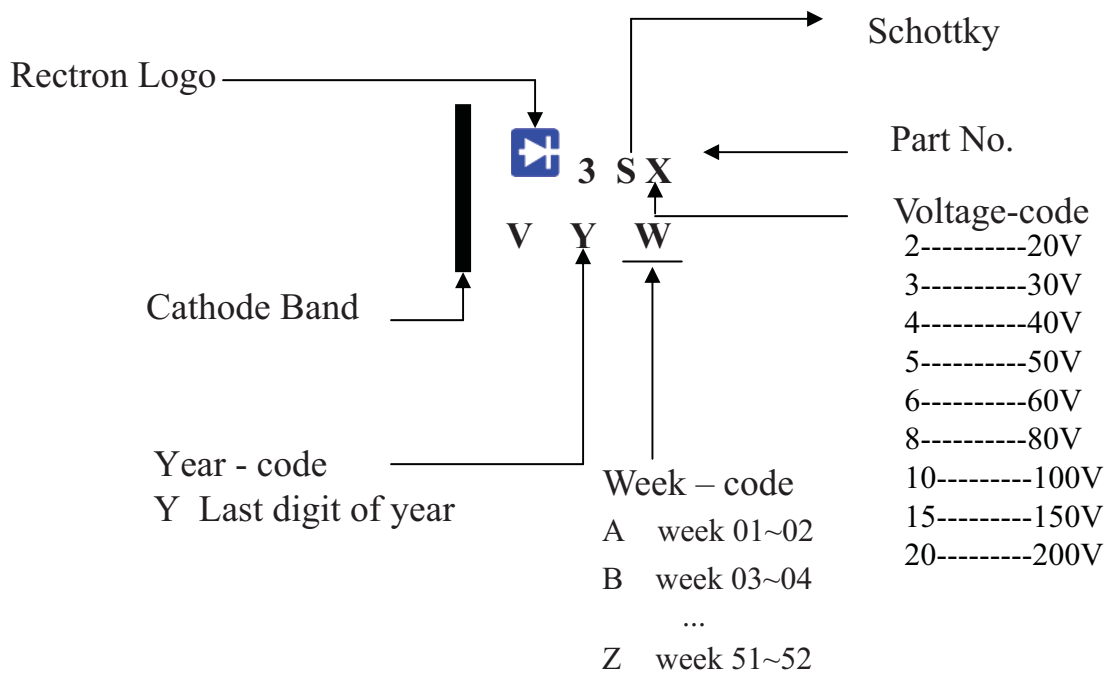 Schottky
Rectron Logo
Part No.
3 S X
Voltage-code
V Y W
2----------20V
3----------30V
4----------40V
5----------50V
6----------60V
8----------80V
10---------100V
15---------150V
20---------200V
Cathode Band
Year - code
Y Last digit of year
Week – code
A week 01~02
B week 03~04
...
Z week 51~52